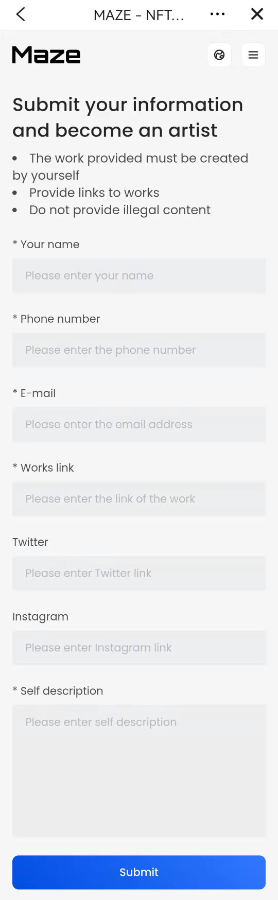 MAZE - NFT...
Maze
Submit your information
and become an artist
• The work provided must be created
by yourself
• Provide links to works
• Do not provide illegal content
* Your name
Please enter your name
* Phone number
Please enter the phone number
* E-mail
Please enter the email address
* Works link
Please enter the link of the work
Twitter
Please enter Twitter link
Instagram
Please enter Instagram link
* Self description
Please enter self description
Submit